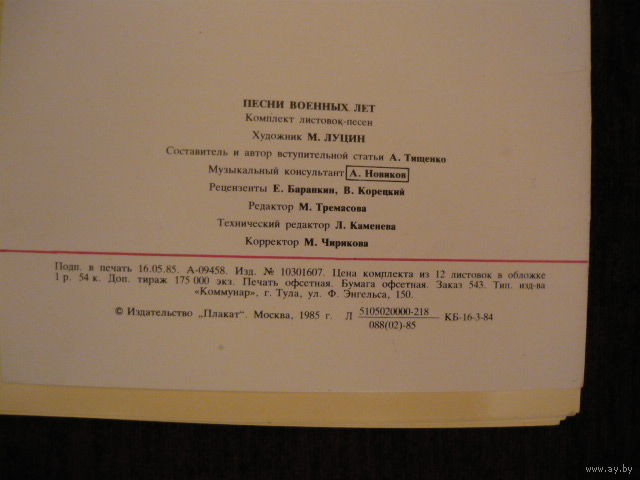 ПЕСНИ ВОЕННЫХ ЛЕТ
Комплект листовок-песен
Художник М. ЛУЦИН
Составитель и автор вступительной статьи А. Тищенко
Музыкальный консультант А. Новиков
Рецензенты Е. Баранкин, В. Корецкий
Редактор М. Тремасова
Технический редактор Л. Каменева
Корректор М. Чирикова
Подп. в печать 16.05.85. А-09458. Изд. № 10301607. Цена комплекта из 12 листовок в обложке
1 р. 54 к. Доп. тираж 175 000 экз. Печать офсетная. Бумага офсетная. Заказ 543. Тип. изд-ва
«Коммунар», г. Тула, ул. Ф. Энгельса, 150.
© Издательство „Плакат". Москва, 1985 г. Л 5105020000-218 КБ-16-3-84
088(02)-85
www.ay.by